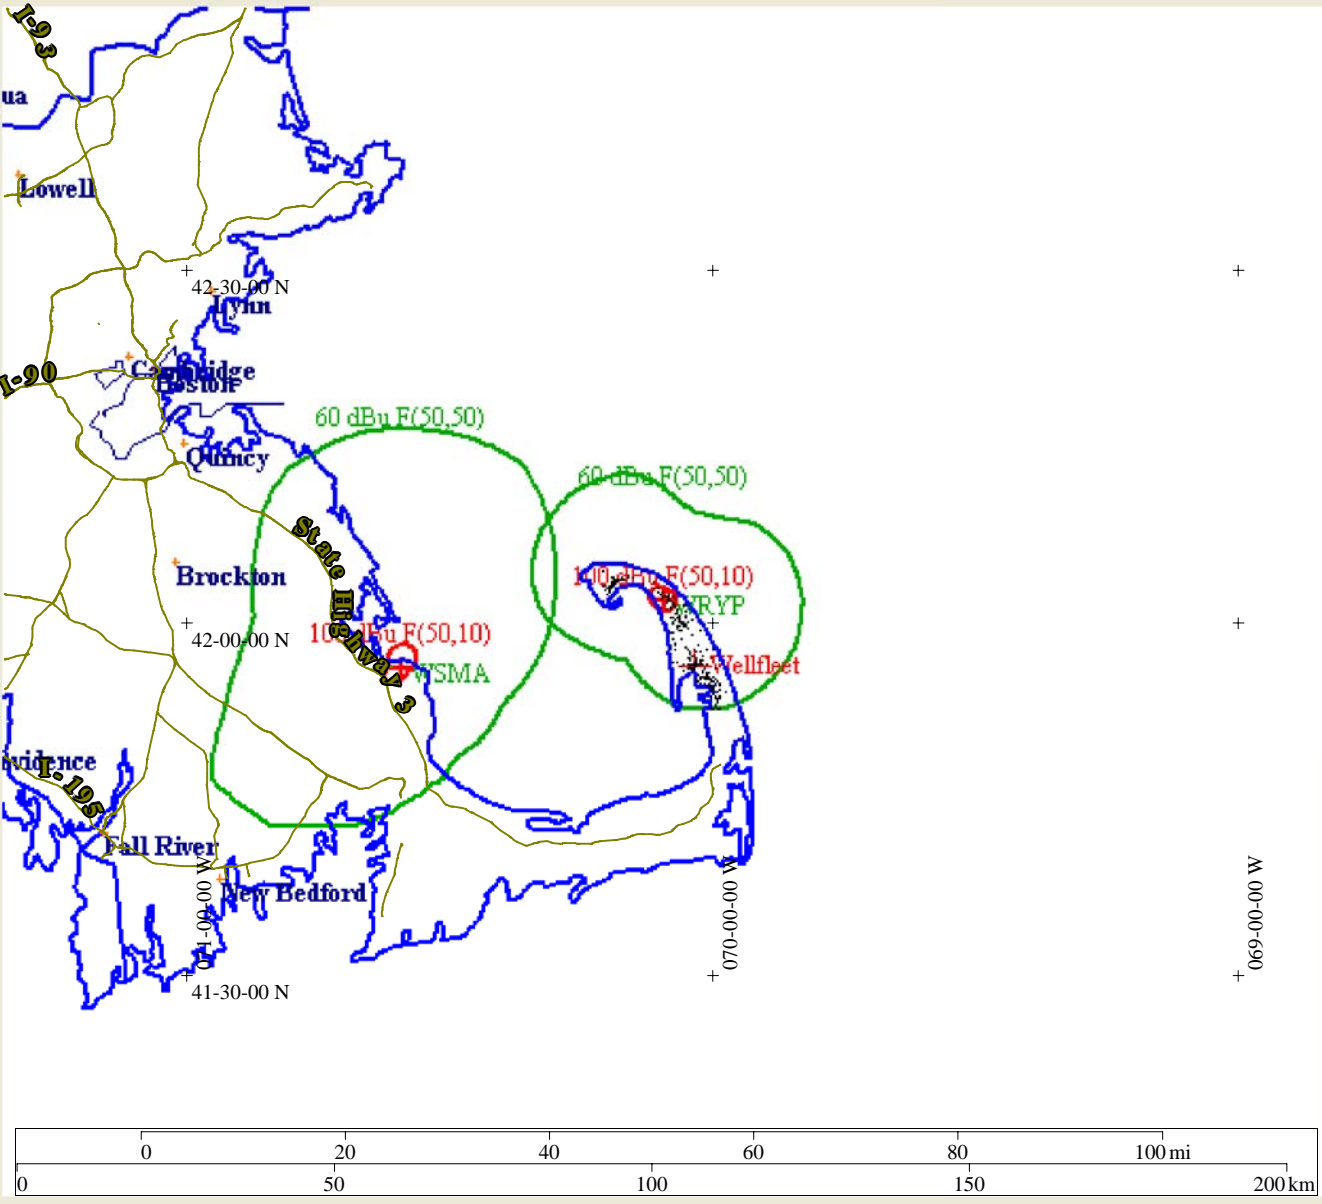 I-93
ua
Lowell
42-30-00 N
Lynn
I-90
Cambridge
Boston
60 dBu F(50,50)
Quincy
60 dBu F(50,50)
State Highway 3
Brockton
100 dBu F(50,10)
WRYP
42-00-00 N
100 dBu F(50,10)
WSMA
Wellfleet
vidence
I-195
Fall River
New Bedford
071-00-00 W
070-00-00 W
069-00-00 W
41-30-00 N
0 20 40 60 80 100 mi
0 50 100 150 200 km